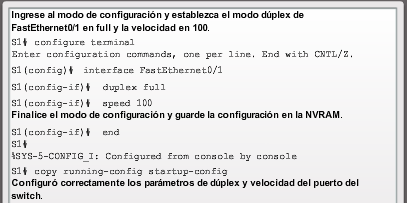 Ingrese al modo de configuración y establezca el modo dúplex de
FastEthernet0/1 en full y la velocidad en 100.
S1# configure terminal
Enter configuration commands, one per line. End with CNTL/Z.
S1(config)# interface FastEthernet0/1
S1(config-if)# duplex full
S1(config-if)# speed 100
Finalice el modo de configuración y guarde la configuración en la NVRAM.
S1(config-if)# end
S1#
%SYS-5-CONFIG_I: Configured from console by console
S1# copy running-config startup-config
Configuró correctamente los parámetros de dúplex y velocidad del puerto del
switch.